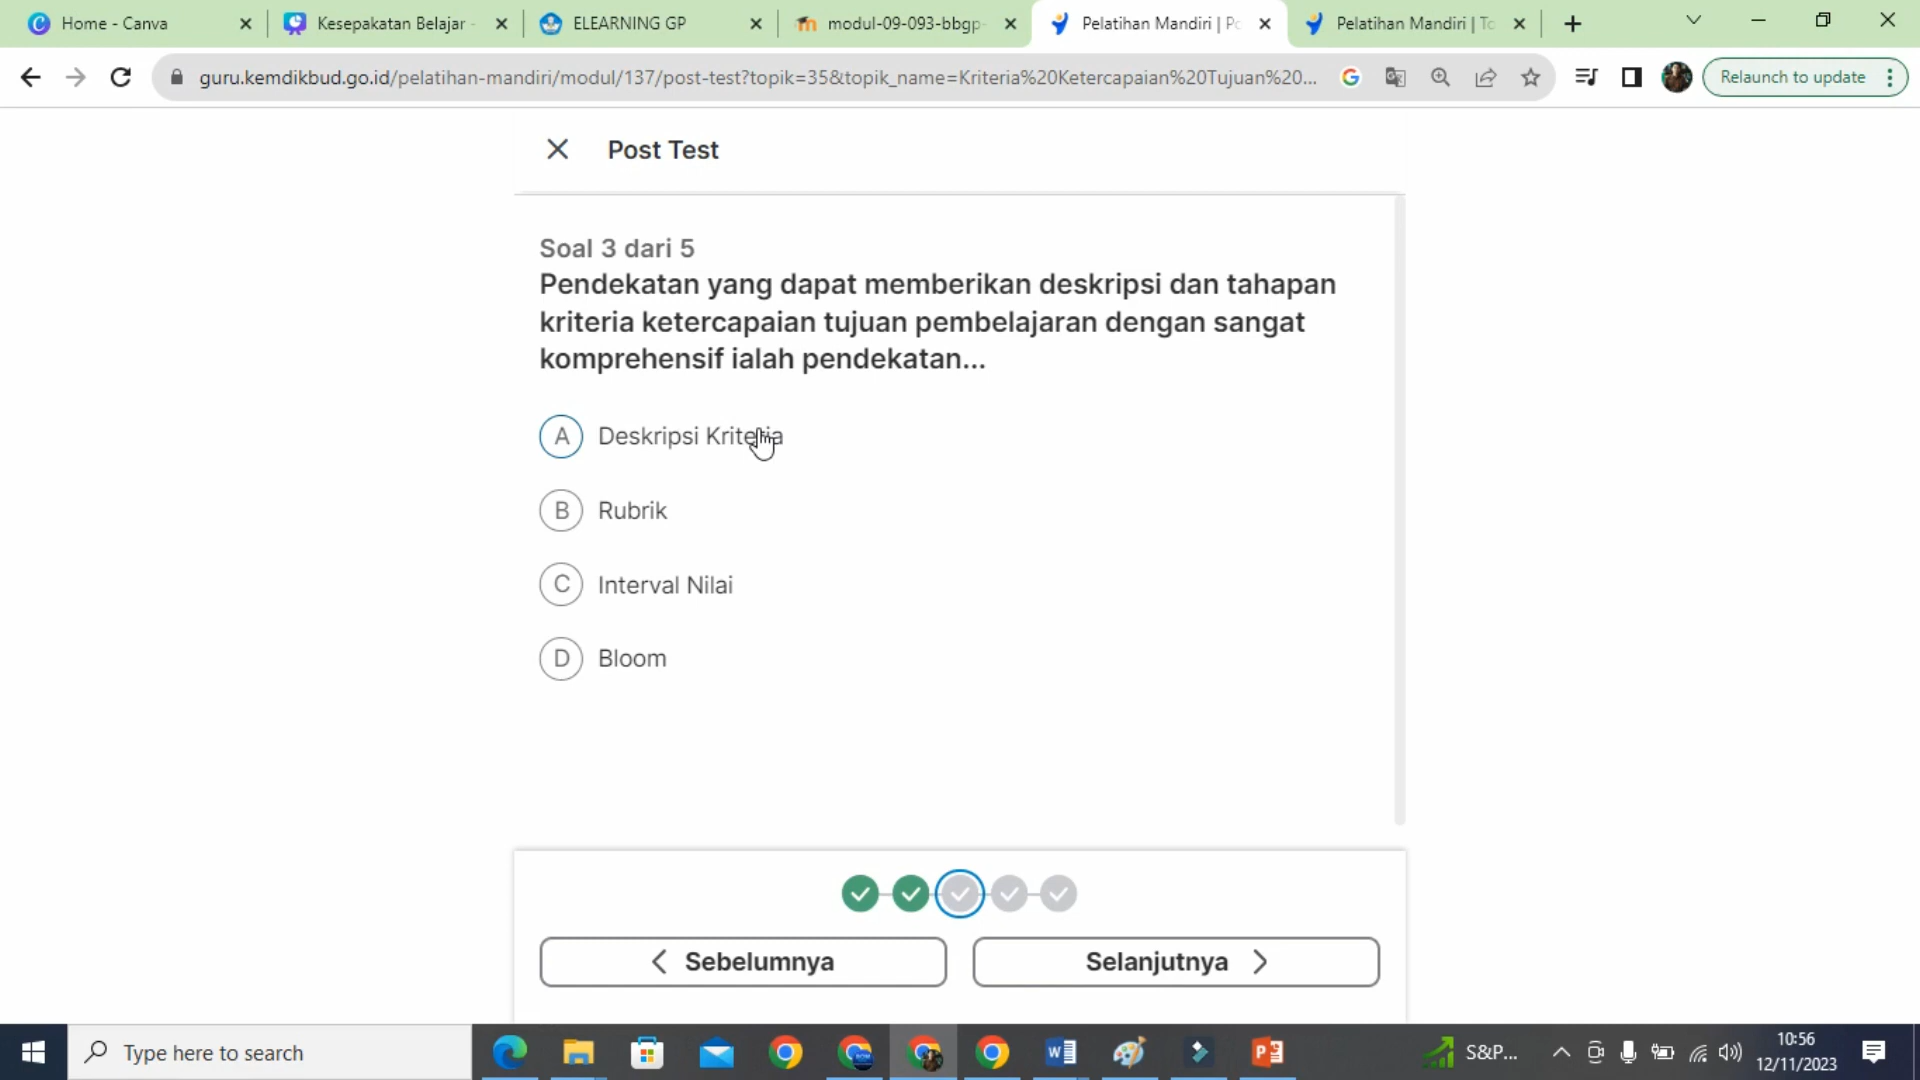 Home - Canva
Kesepakatan Belajar -
ELEARNING GP
modul-09-093-bbgp-
Pelatihan Mandiri | Po
Pelatihan Mandiri | To
guru.kemdikbud.go.id/pelatihan-mandiri/modul/137/post-test?topik=35&topik_name=Kriteria%20Ketercapaian%20Tujuan%20...
Relaunch to update
Post Test
Soal 3 dari 5
Pendekatan yang dapat memberikan deskripsi dan tahapan
kriteria ketercapaian tujuan pembelajaran dengan sangat
komprehensif ialah pendekatan...
A Deskripsi Kriteria
B Rubrik
C Interval Nilai
D Bloom
Sebelumnya
Selanjutnya
Type here to search
S&P...
10:56
12/11/2023